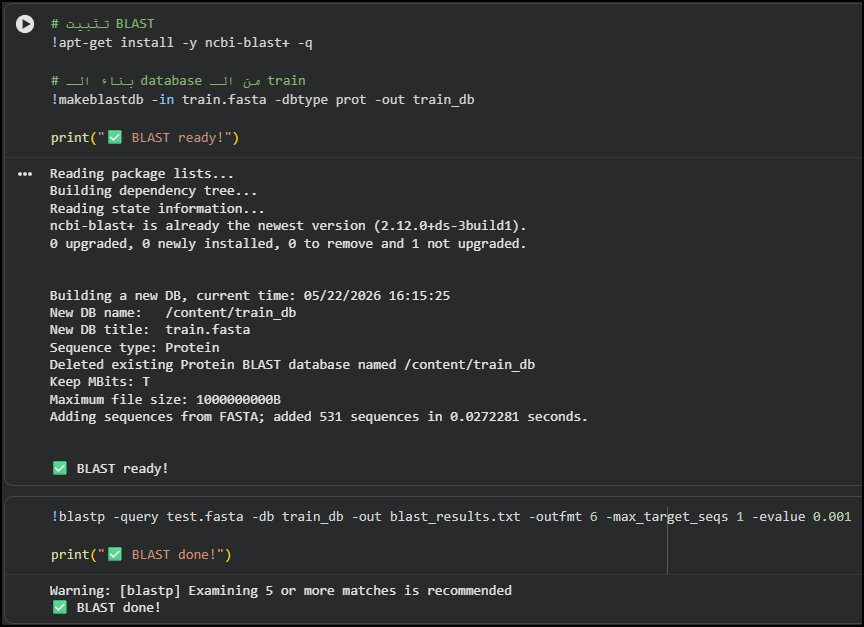 # تثبيت BLAST
!apt-get install -y ncbi-blast+ -q
# بناء الـ database من الـ train
!makeblastdb -in train.fasta -dbtype prot -out train_db
print("✅ BLAST ready!")
Reading package lists...
Building dependency tree...
Reading state information...
ncbi-blast+ is already the newest version (2.12.0+ds-3build1).
0 upgraded, 0 newly installed, 0 to remove and 1 not upgraded.
Building a new DB, current time: 05/22/2026 16:15:25
New DB name:   /content/train_db
New DB title:  train.fasta
Sequence type: Protein
Deleted existing Protein BLAST database named /content/train_db
Keep MBits: T
Maximum file size: 1000000000B
Adding sequences from FASTA; added 531 sequences in 0.0272281 seconds.
✅ BLAST ready!
!blastp -query test.fasta -db train_db -out blast_results.txt -outfmt 6 -max_target_seqs 1 -evalue 0.001
print("✅ BLAST done!")
Warning: [blastp] Examining 5 or more matches is recommended
✅ BLAST done!